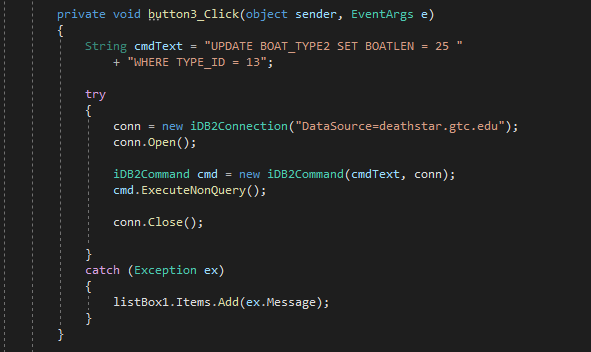 private void button3_Click(object sender, EventArgs e)
{
String cmdText = "UPDATE BOAT_TYPE2 SET BOATLEN = 25 "
+ "WHERE TYPE_ID = 13";
try
{
conn = new iDB2Connection("DataSource=deathstar.gtc.edu");
conn.Open();
iDB2Command cmd = new iDB2Command(cmdText, conn);
cmd.ExecuteNonQuery();
conn.Close();
}
catch (Exception ex)
{
listBox1.Items.Add(ex.Message);
}
}